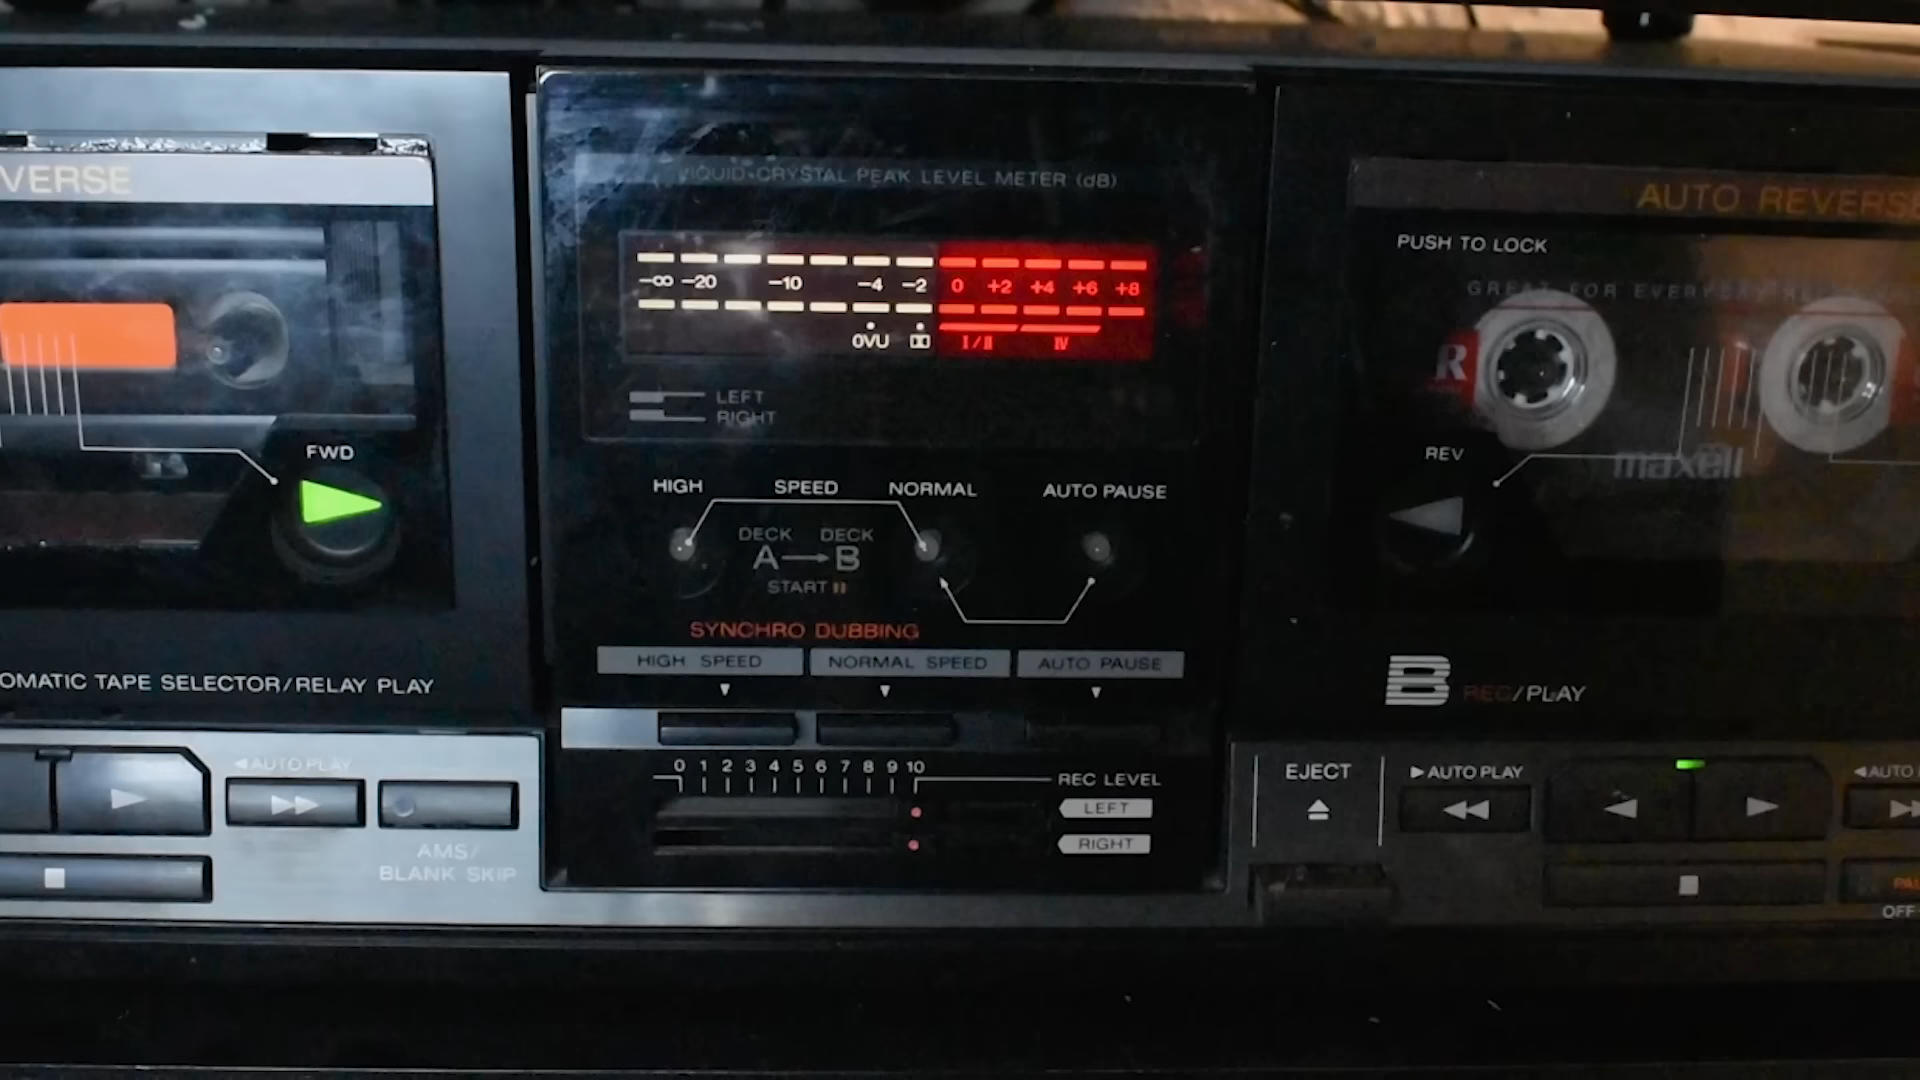 VERSE
FWD
OMATIC TAPE SELECTOR/RELAY PLAY
◀AUTO PLAY
AMS/
BLANK SKIP
LIQUID•CRYSTAL PEAK LEVEL METER (dB)
−∞ −20 −10 −4 −2 0 +2 +4 +6 +8
0VU I/II IV
LEFT
RIGHT
HIGH SPEED NORMAL AUTO PAUSE
DECK DECK
A→B
START
SYNCHRO DUBBING
HIGH SPEED NORMAL SPEED AUTO PAUSE
0 1 2 3 4 5 6 7 8 9 10
REC LEVEL
LEFT
RIGHT
AUTO REVERSE
PUSH TO LOCK
GREAT FOR EVERYDAY
R
maxell
REV
B REC/PLAY
EJECT
▶AUTO PLAY
◀AUTO
OFF